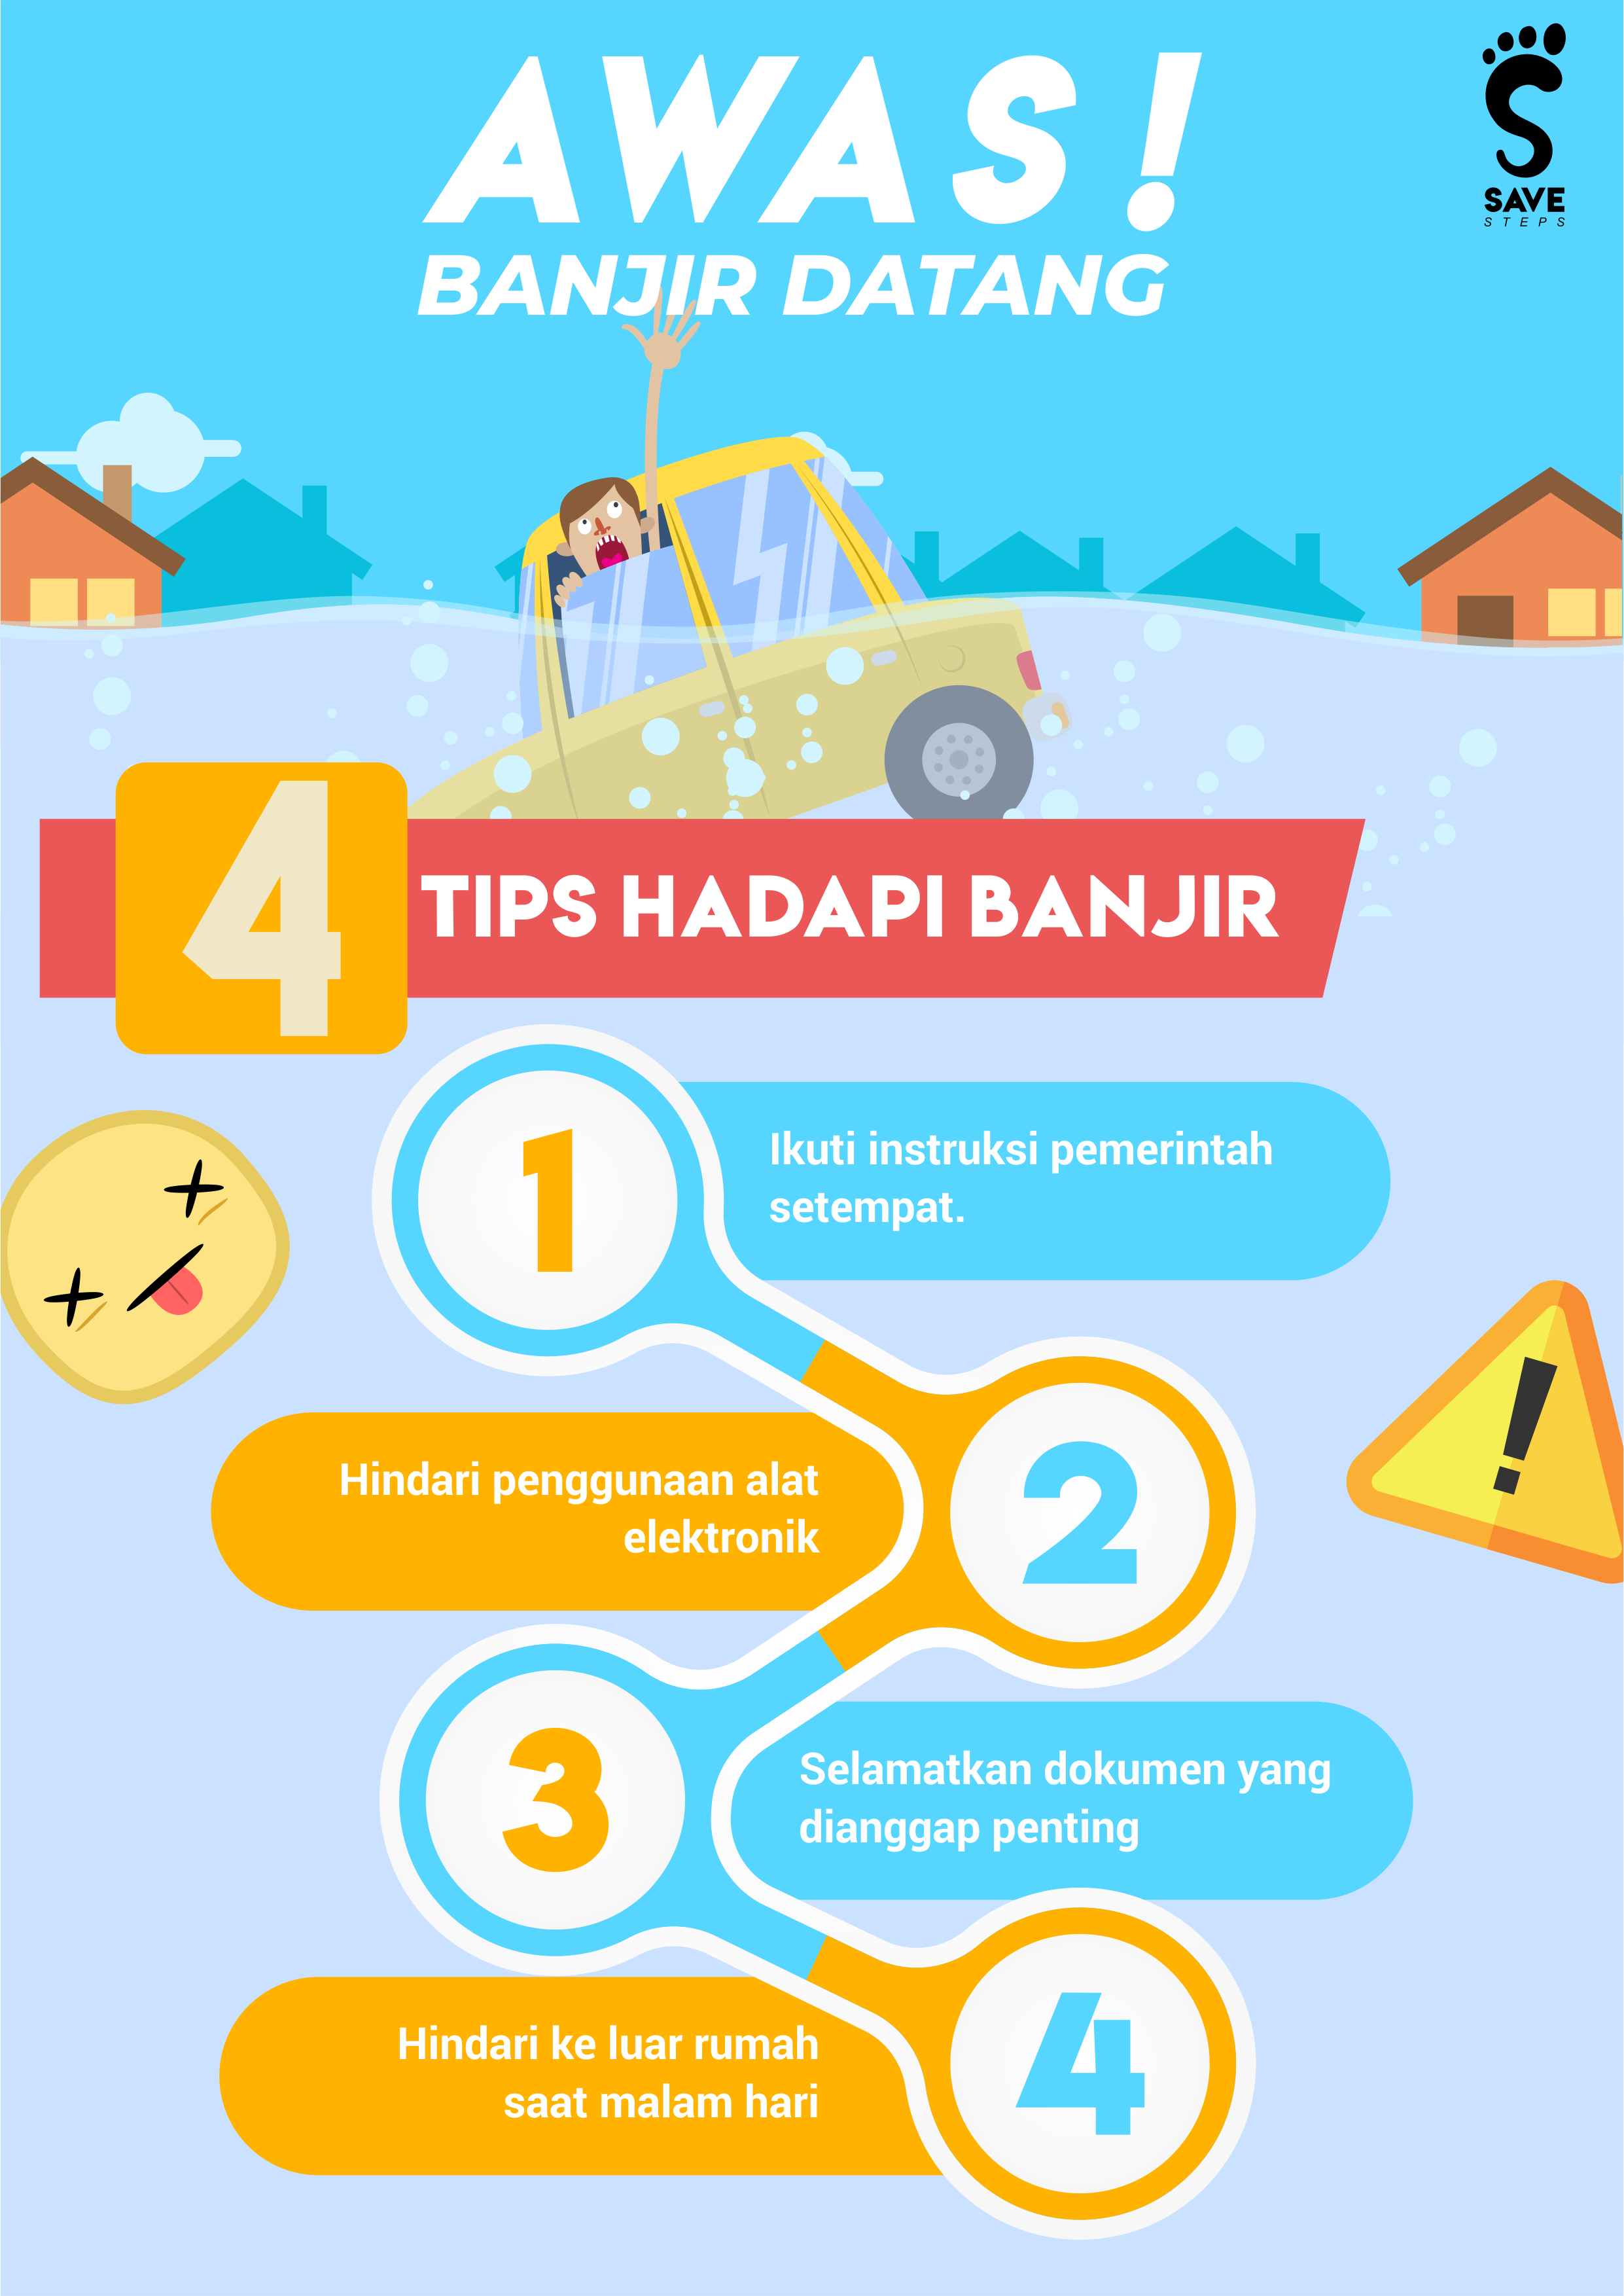 AWAS!
BANJIR DATANG
SAVE
STEPS
4
TIPS HADAPI BANJIR
1
Ikuti instruksi pemerintah
setempat.
2
Hindari penggunaan alat
elektronik
3
Selamatkan dokumen yang
dianggap penting
4
Hindari ke luar rumah
saat malam hari